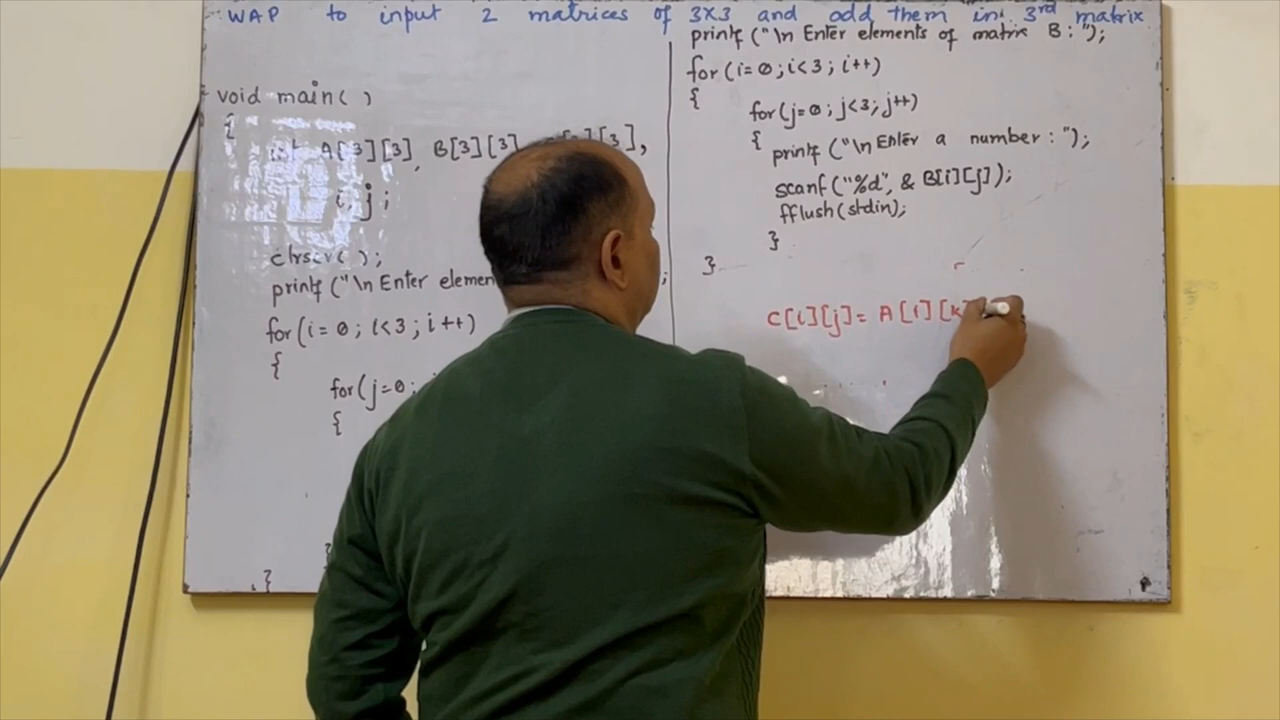 WAP to input 2 matrices of 3x3 and add them in 3rd matrix
void main( )
{
int A[3][3], B[3][3], [3],
i, j ;
clrscr( );
printf ("\n Enter ;
for(i=0; i<3; i++)
{
for(j=0;
{
}
}
printf ("\n Enter elements of matrix B:");
for(i=0; i<3; i++)
{
for(j=0; j<3; j++)
{ printf ("\n Enter a number: ");
scanf("%d", & B[i][j]);
fflush(stdin);
}
}
C[i][j]= A[i][k]